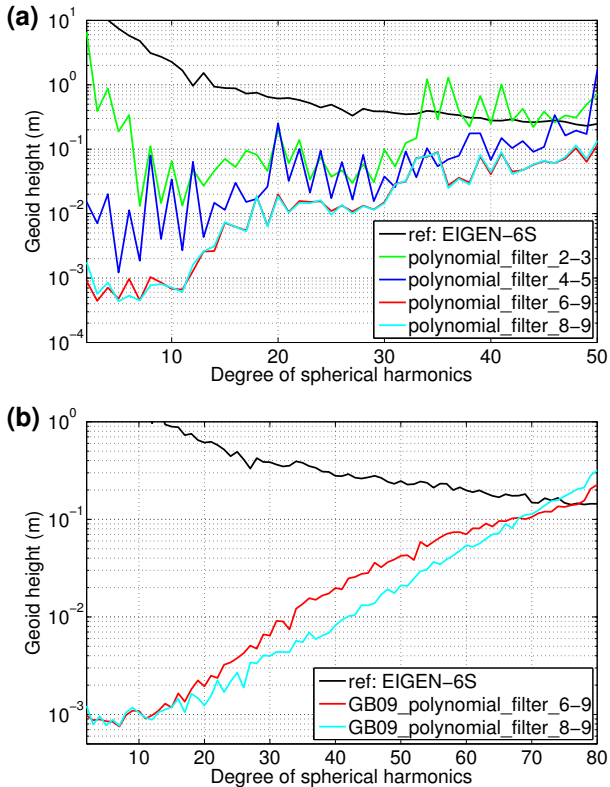 (a)
10^1
10^0
10^−1
10^−2
10^−3
10^−4
Geoid height (m)
ref: EIGEN−6S
polynomial_filter_2−3
polynomial_filter_4−5
polynomial_filter_6−9
polynomial_filter_8−9
10 20 30 40 50
Degree of spherical harmonics
(b)
10^0
10^−1
10^−2
10^−3
Geoid height (m)
ref: EIGEN−6S
GB09_polynomial_filter_6−9
GB09_polynomial_filter_8−9
10 20 30 40 50 60 70 80
Degree of spherical harmonics